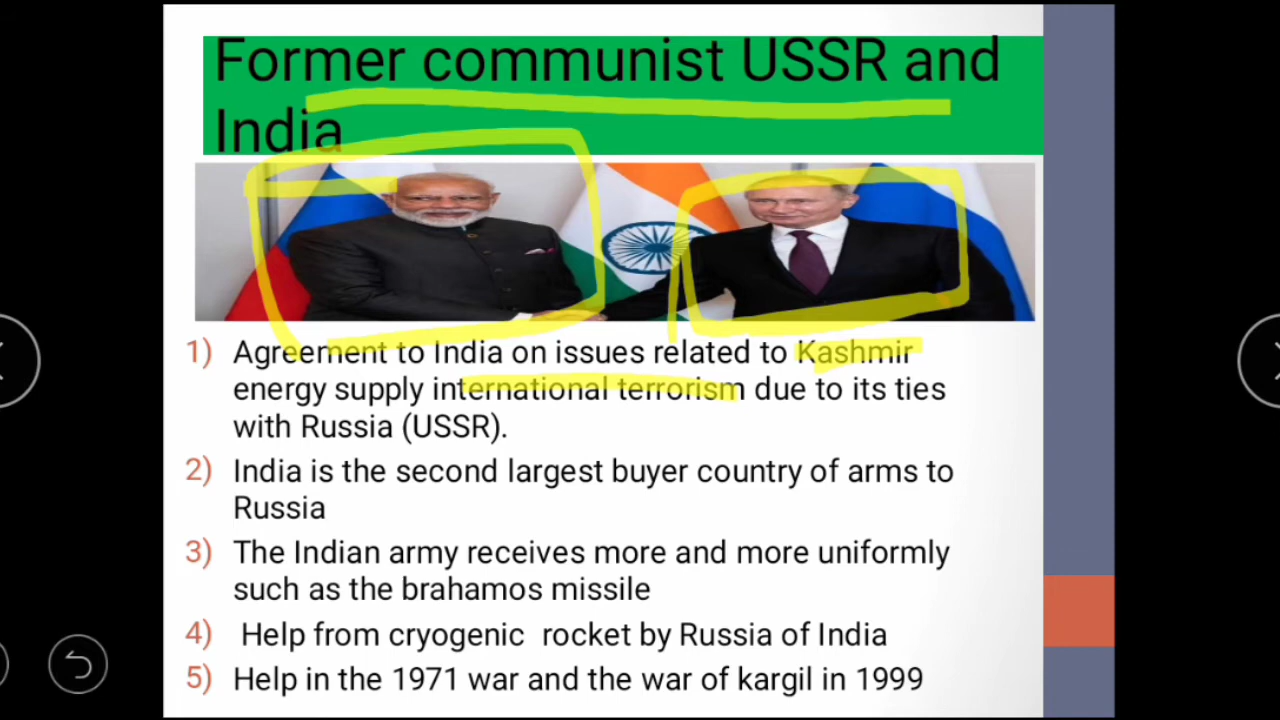 Former communist USSR and
India
1) Agreement to India on issues related to Kashmir
energy supply international terrorism due to its ties
with Russia (USSR).
2) India is the second largest buyer country of arms to
Russia
3) The Indian army receives more and more uniformly
such as the brahamos missile
4) Help from cryogenic rocket by Russia of India
5) Help in the 1971 war and the war of kargil in 1999